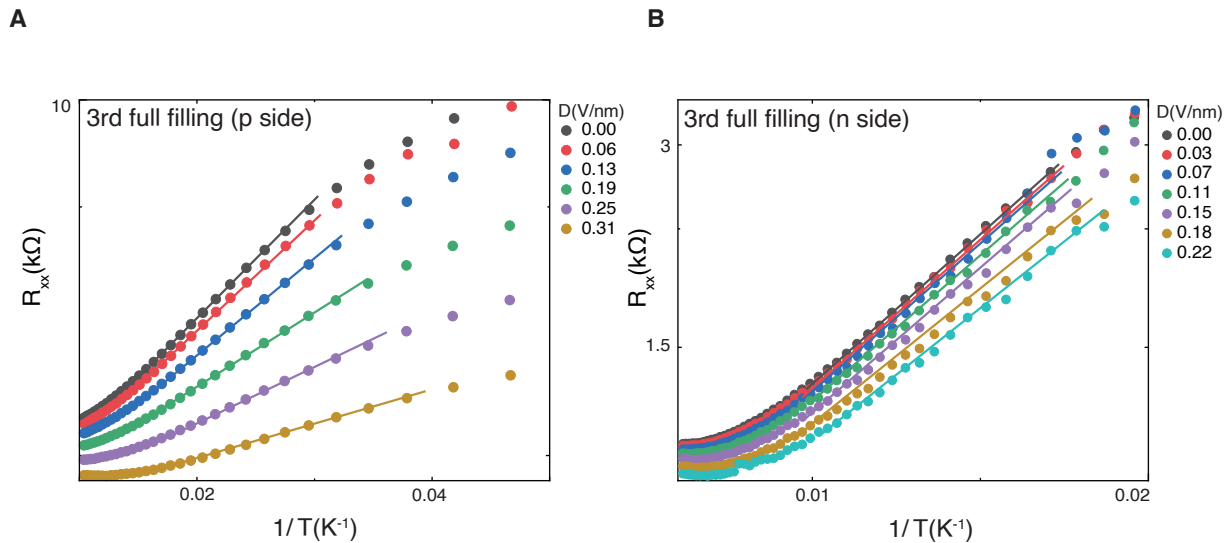 A
B
3rd full filling (p side)
D(V/nm)
0.00
0.06
0.13
0.19
0.25
0.31
10
Rxx(kΩ)
0.02
0.04
1/T(K-1)
3rd full filling (n side)
D(V/nm)
0.00
0.03
0.07
0.11
0.15
0.18
0.22
3
1.5
Rxx(kΩ)
0.01
0.02
1/T(K-1)